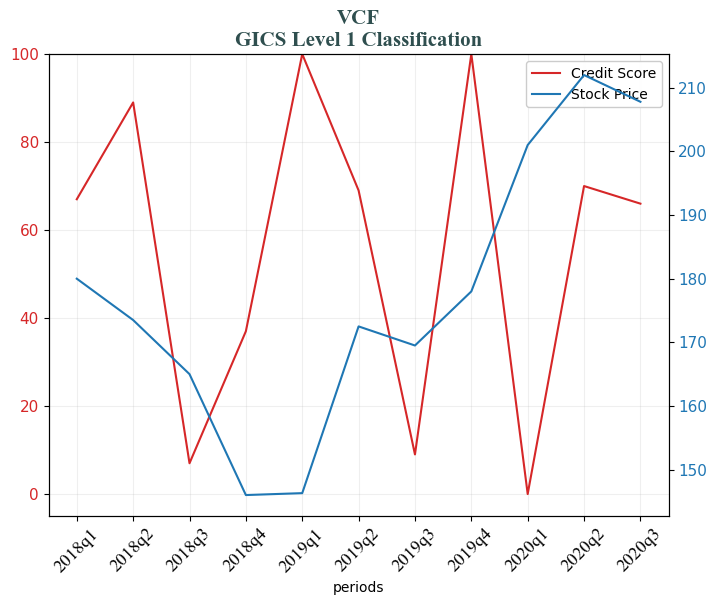 VCF
GICS Level 1 Classification
Credit Score
Stock Price
100
80
60
40
20
0
210
200
190
180
170
160
150
2018q1
2018q2
2018q3
2018q4
2019q1
2019q2
2019q3
2019q4
2020q1
2020q2
2020q3
periods